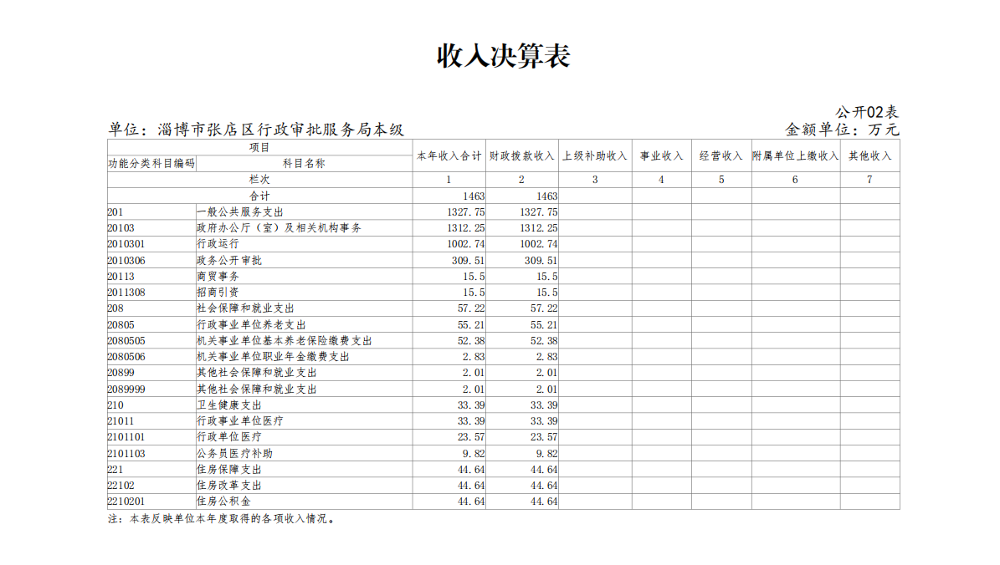 收入决算表
公开02表
单位：淄博市张店区行政审批服务局本级 金额单位：万元
项目 本年收入合计 财政拨款收入 上级补助收入 事业收入 经营收入 附属单位上缴收入 其他收入
功能分类科目编码 科目名称
栏次 1 2 3 4 5 6 7
合计 1463 1463
201 一般公共服务支出 1327.75 1327.75
20103 政府办公厅（室）及相关机构事务 1312.25 1312.25
2010301 行政运行 1002.74 1002.74
2010306 政务公开审批 309.51 309.51
20113 商贸事务 15.5 15.5
2011308 招商引资 15.5 15.5
208 社会保障和就业支出 57.22 57.22
20805 行政事业单位养老支出 55.21 55.21
2080505 机关事业单位基本养老保险缴费支出 52.38 52.38
2080506 机关事业单位职业年金缴费支出 2.83 2.83
20899 其他社会保障和就业支出 2.01 2.01
2089999 其他社会保障和就业支出 2.01 2.01
210 卫生健康支出 33.39 33.39
21011 行政事业单位医疗 33.39 33.39
2101101 行政单位医疗 23.57 23.57
2101103 公务员医疗补助 9.82 9.82
221 住房保障支出 44.64 44.64
22102 住房改革支出 44.64 44.64
2210201 住房公积金 44.64 44.64
注：本表反映单位本年度取得的各项收入情况。